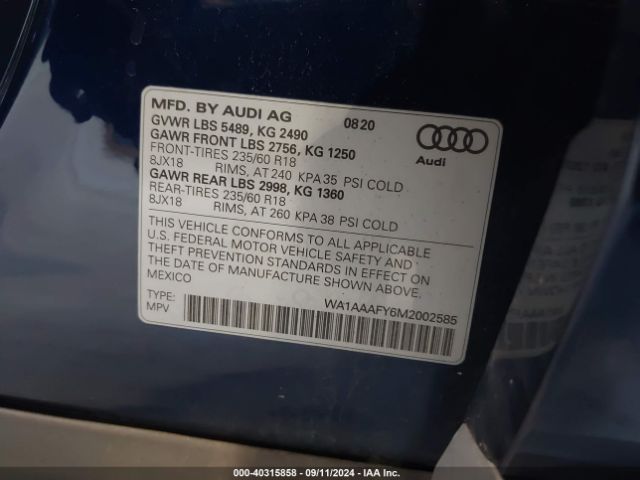 MFD. BY AUDI AG 0820
GVWR LBS 5489, KG 2490
GAWR FRONT LBS 2756, KG 1250
FRONT-TIRES 235/60 R18
8JX18 RIMS, AT 240 KPA 35 PSI COLD
GAWR REAR LBS 2998, KG 1360
REAR-TIRES 235/60 R18
8JX18 RIMS, AT 260 KPA 38 PSI COLD
Audi
THIS VEHICLE CONFORMS TO ALL APPLICABLE
U.S. FEDERAL MOTOR VEHICLE SAFETY AND
THEFT PREVENTION STANDARDS IN EFFECT ON
THE DATE OF MANUFACTURE SHOWN ABOVE.
MEXICO
TYPE: WA1AAAFY6M2002585
MPV
000-40315858 - 09/11/2024 - IAA Inc.